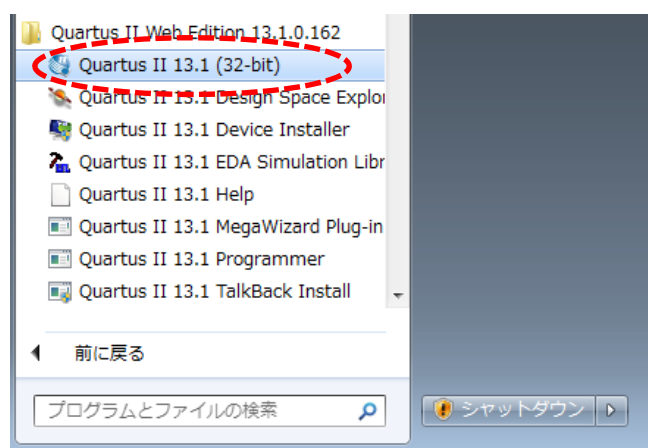 Quartus II Web Edition 13.1.0.162
Quartus II 13.1 (32-bit)
Quartus II 13.1 Design Space Explor
Quartus II 13.1 Device Installer
Quartus II 13.1 EDA Simulation Libr
Quartus II 13.1 Help
Quartus II 13.1 MegaWizard Plug-in
Quartus II 13.1 Programmer
Quartus II 13.1 TalkBack Install
前に戻る
プログラムとファイルの検索
シャットダウン